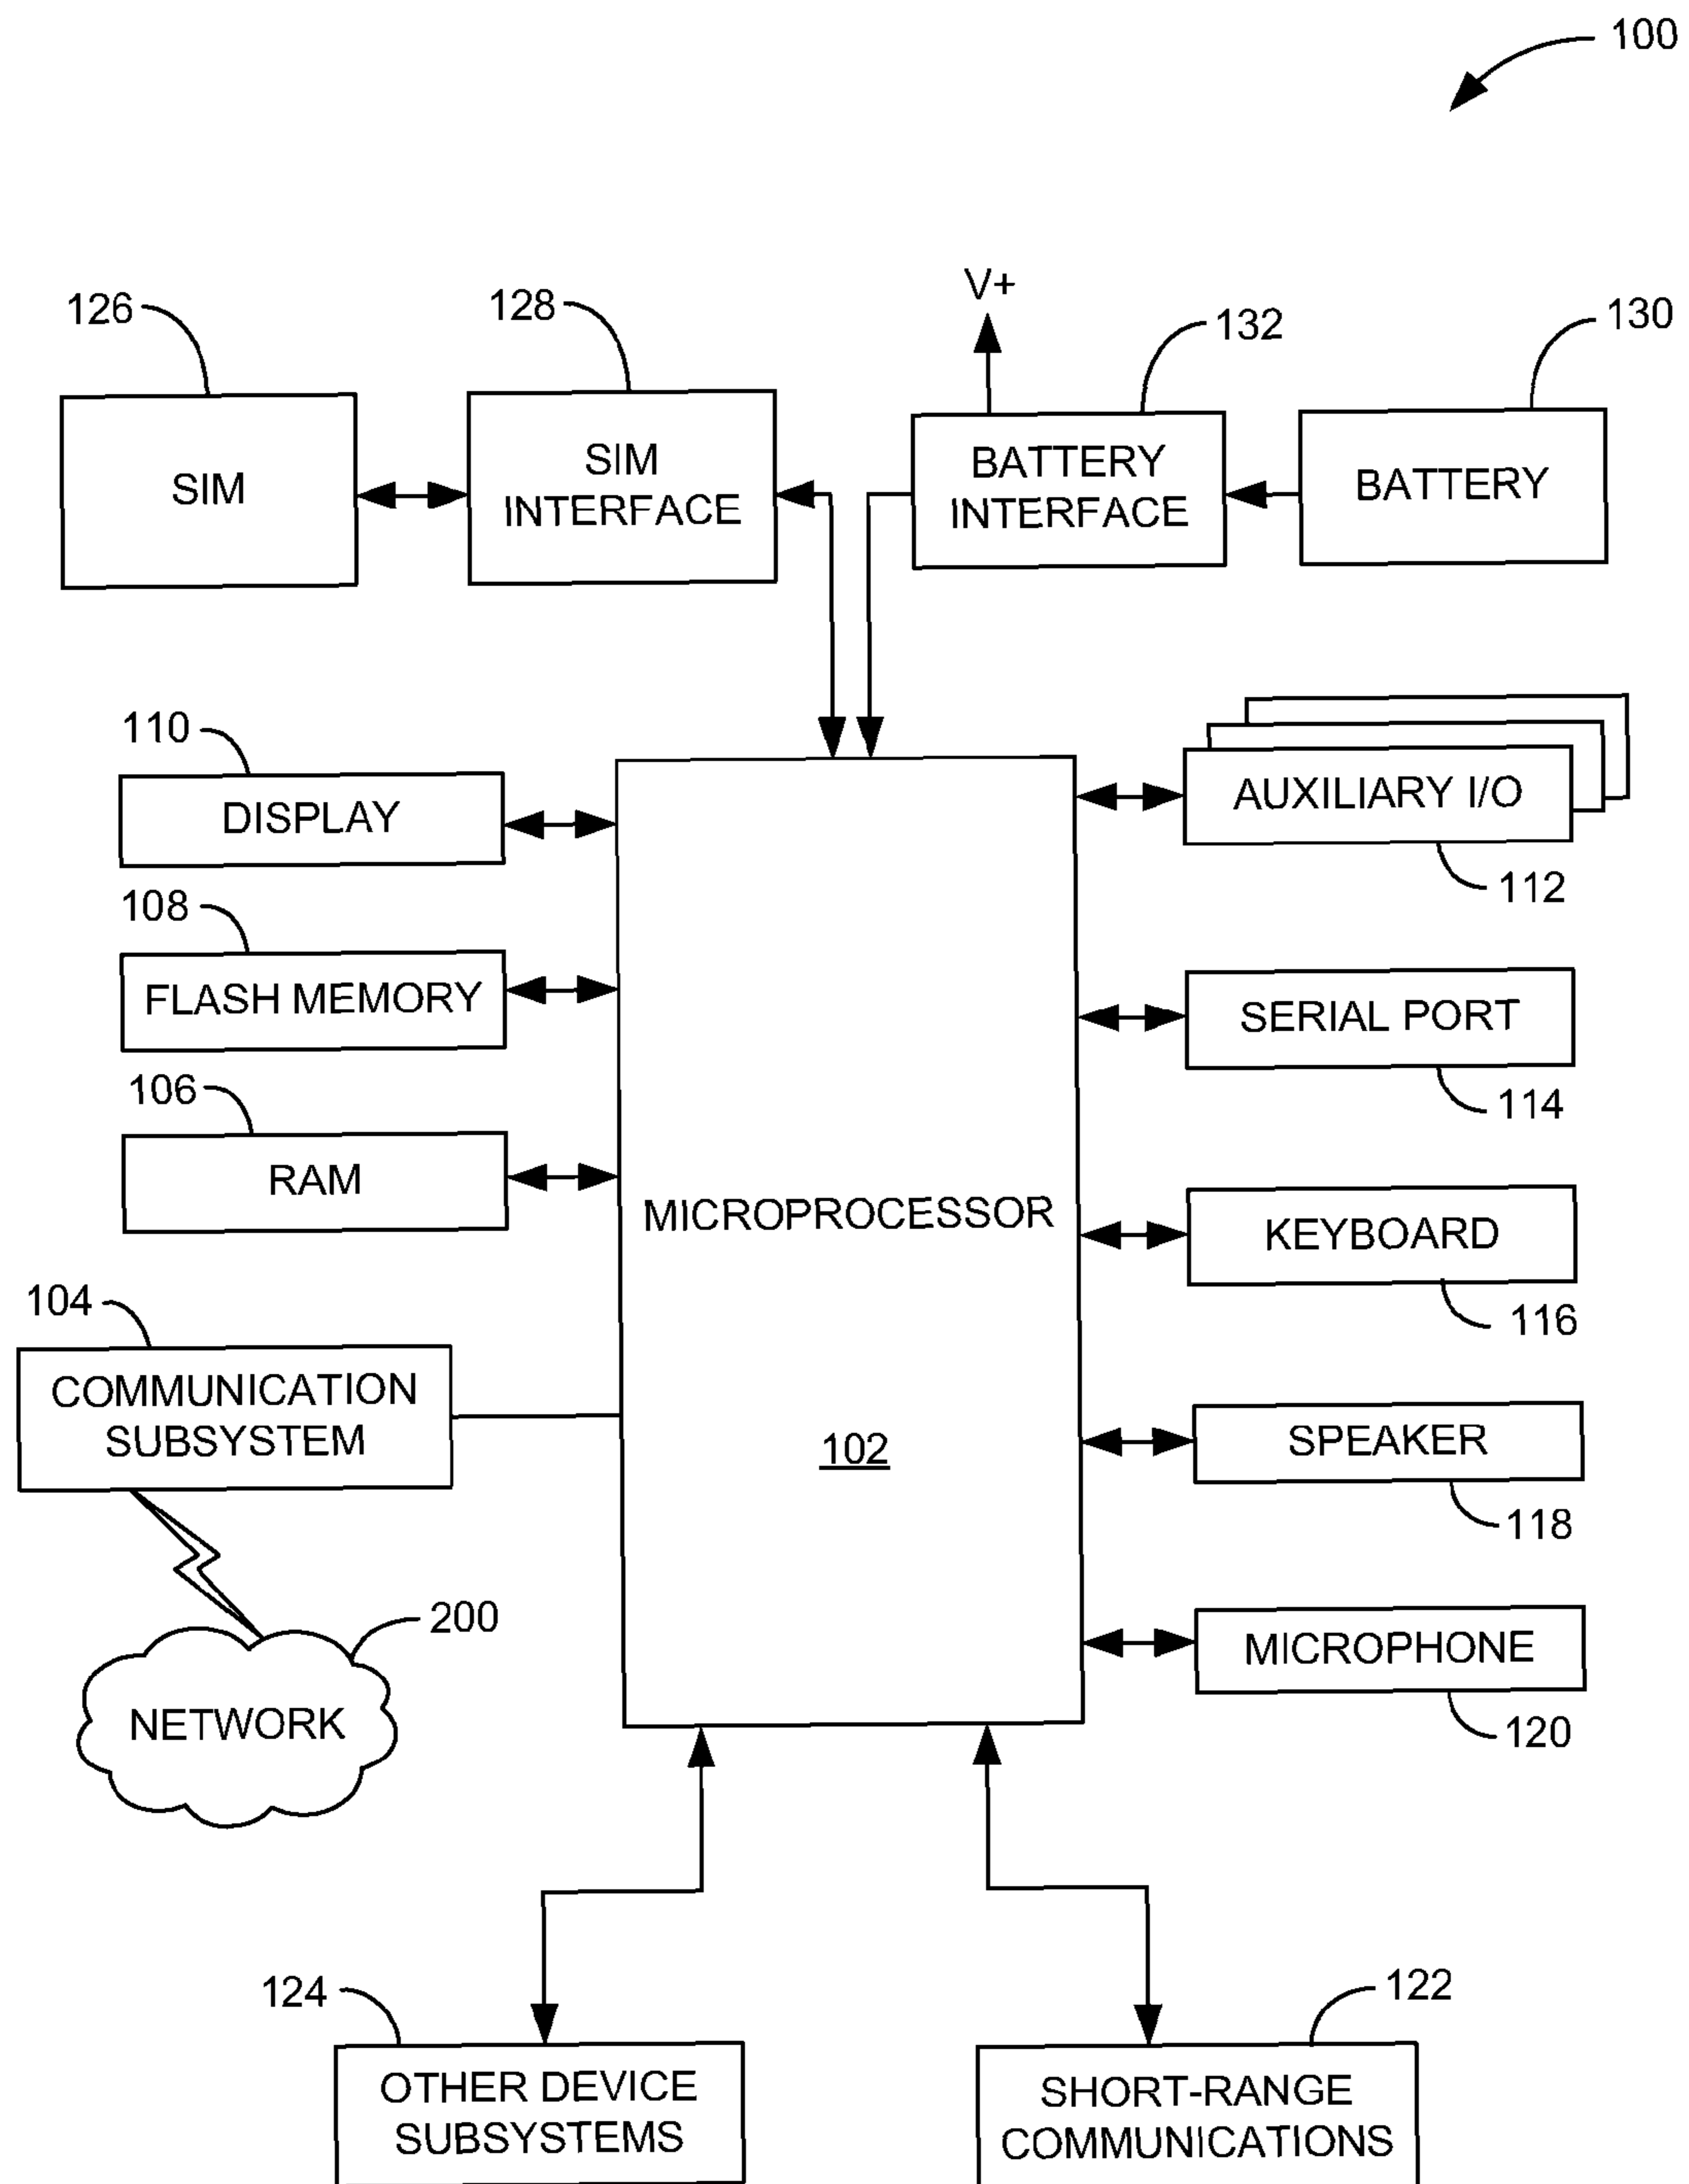 100
V+
126
128
132
130
SIM
SIM
INTERFACE
BATTERY
INTERFACE
BATTERY
110
DISPLAY
AUXILIARY I/O
112
108
FLASH MEMORY
SERIAL PORT
114
106
RAM
MICROPROCESSOR
102
KEYBOARD
116
104
COMMUNICATION
SUBSYSTEM
SPEAKER
118
200
NETWORK
MICROPHONE
120
124
OTHER DEVICE
SUBSYSTEMS
122
SHORT-RANGE
COMMUNICATIONS